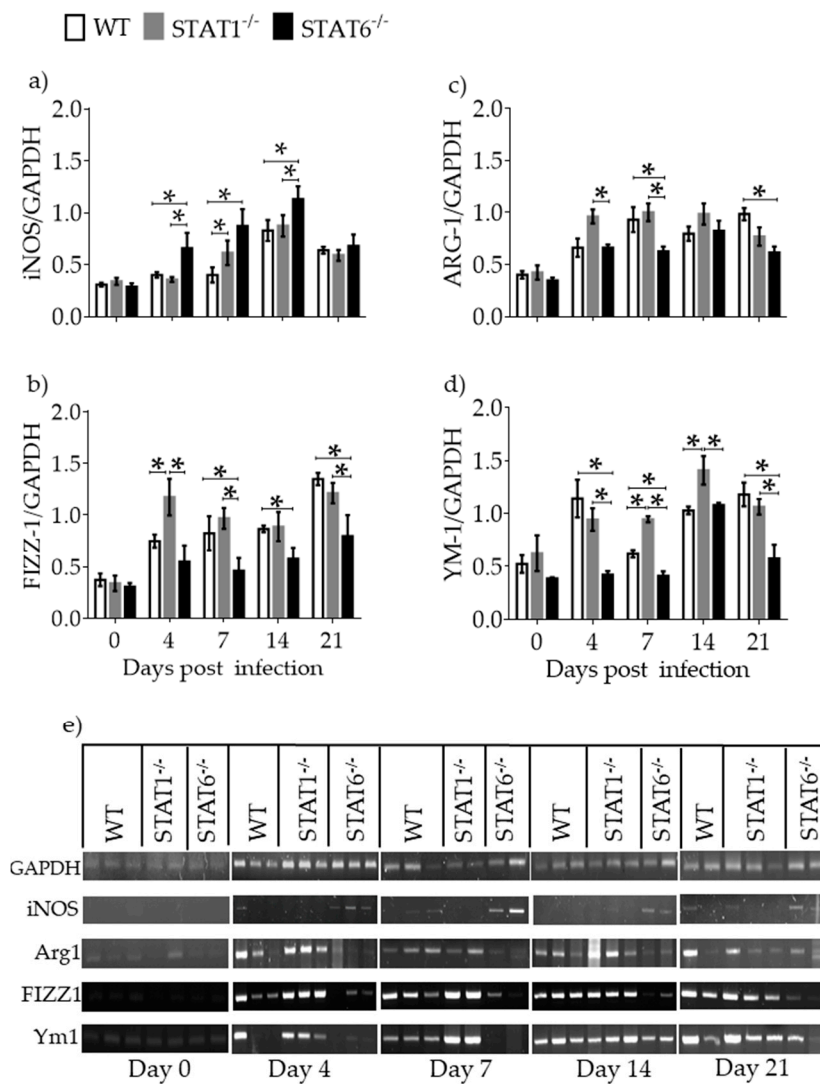 WT STAT1-/- STAT6-/-
a)
iNOS/GAPDH
2.0
1.5
1.0
0.5
0.0
* * * * * *
c)
ARG-1/GAPDH
2.0
1.5
1.0
0.5
0.0
* * * *
b)
FIZZ-1/GAPDH
2.0
1.5
1.0
0.5
0.0
* * * * * * *
0 4 7 14 21
Days post infection
d)
YM-1/GAPDH
2.0
1.5
1.0
0.5
0.0
* * * * * * * * *
0 4 7 14 21
Days post infection
e)
WT STAT1-/- STAT6-/- WT STAT1-/- STAT6-/- WT STAT1-/- STAT6-/- WT STAT1-/- STAT6-/- WT STAT1-/- STAT6
GAPDH
iNOS
Arg1
FIZZ1
Ym1
Day 0 Day 4 Day 7 Day 14 Day 21